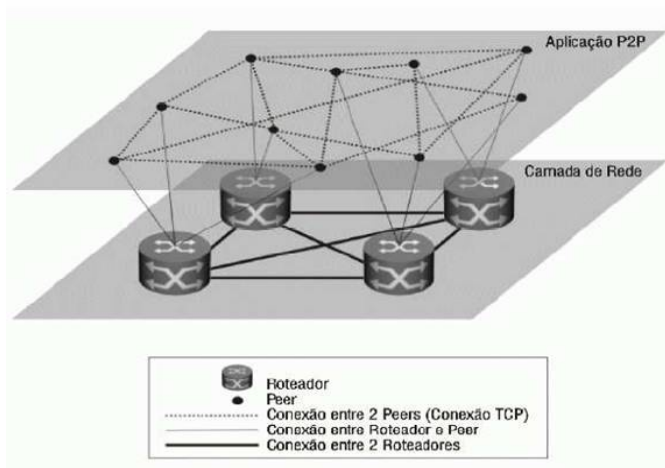 Aplicação P2P
Camada de Rede
Roteador
Peer
Conexão entre 2 Peers (Conexão TCP)
Conexão entre Roteador e Peer
Conexão entre 2 Roteadores